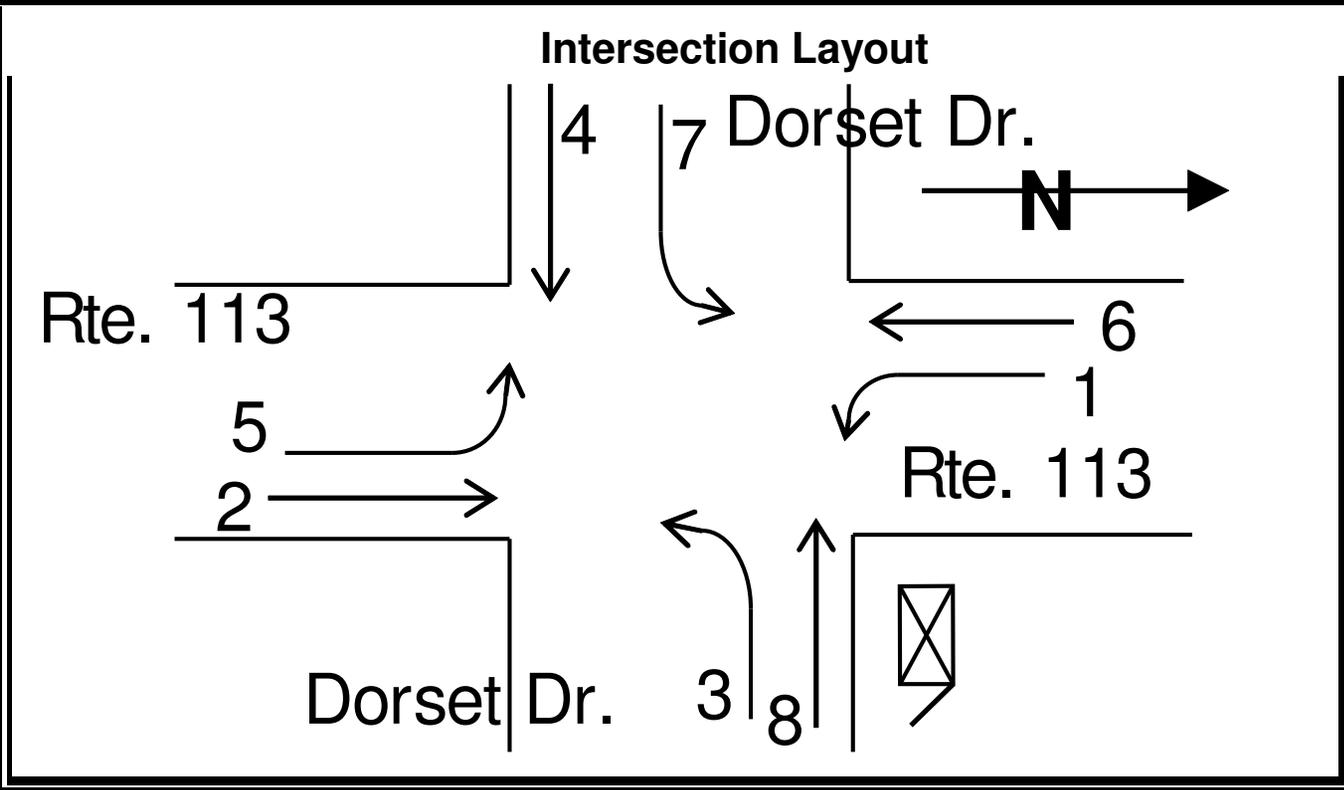 Intersection Layout
4 7 Dorset Dr.
N
Rte. 113
6
1
5
Rte. 113
2
3
8
Dorset Dr.